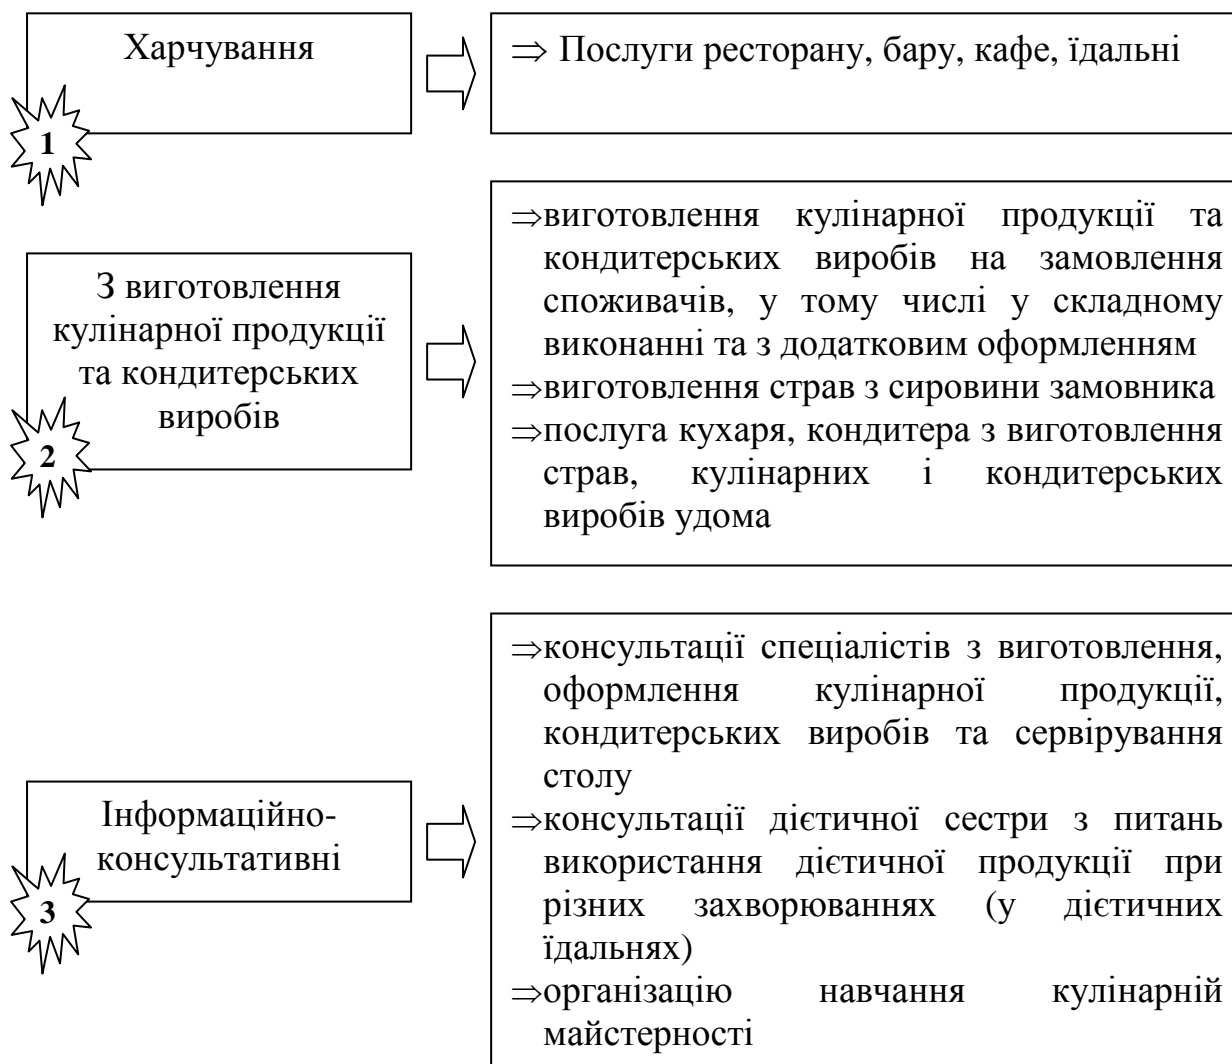 Харчування
1
⇒ Послуги ресторану, бару, кафе, їдальні
З виготовлення
кулінарної продукції
та кондитерських
виробів
2
⇒виготовлення кулінарної продукції та
кондитерських виробів на замовлення
споживачів, у тому числі у складному
виконанні та з додатковим оформленням
⇒виготовлення страв з сировини замовника
⇒послуга кухаря, кондитера з виготовлення
страв, кулінарних і кондитерських
виробів удома
Інформаційно-
консультативні
3
⇒консультації спеціалістів з виготовлення,
оформлення кулінарної продукції,
кондитерських виробів та сервірування
столу
⇒консультації дієтичної сестри з питань
використання дієтичної продукції при
різних захворюваннях (у дієтичних
їдальнях)
⇒організацію навчання кулінарній
майстерності